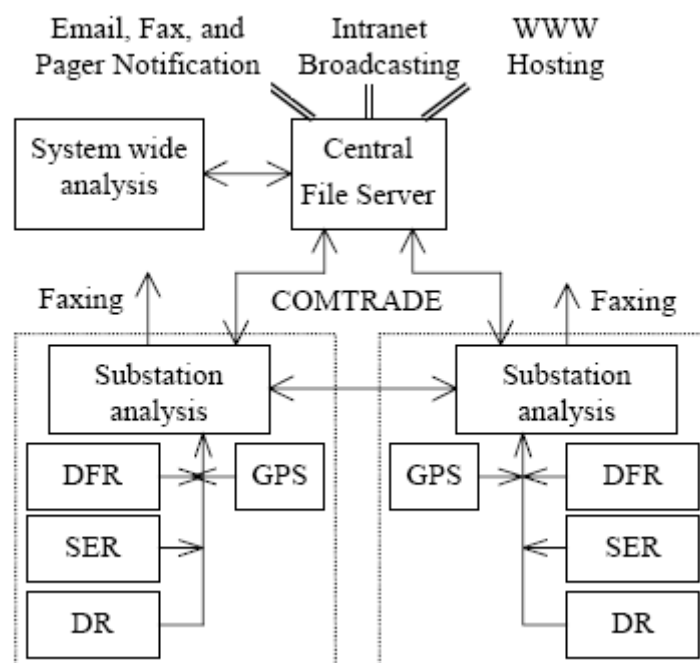 Email, Fax, and
Pager Notification
Intranet
Broadcasting
WWW
Hosting
System wide
analysis
Central
File Server
Faxing
COMTRADE
Faxing
Substation
analysis
Substation
analysis
DFR
GPS
GPS
DFR
SER
SER
DR
DR